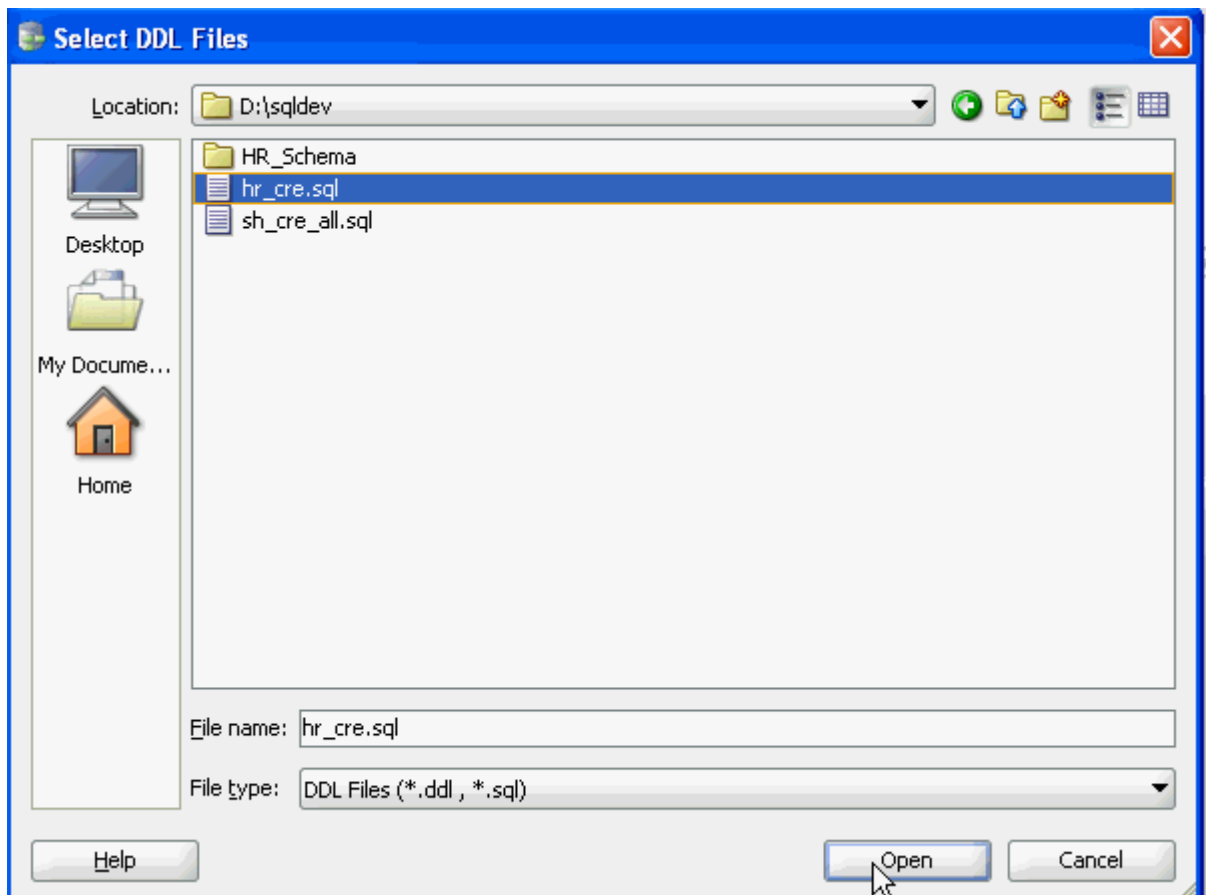 Select DDL Files
Location: D:\sqldev
HR_Schema
hr_cre.sql
sh_cre_all.sql
Desktop
My Docume...
Home
File name: hr_cre.sql
File type: DDL Files (*.ddl , *.sql)
Help Open Cancel